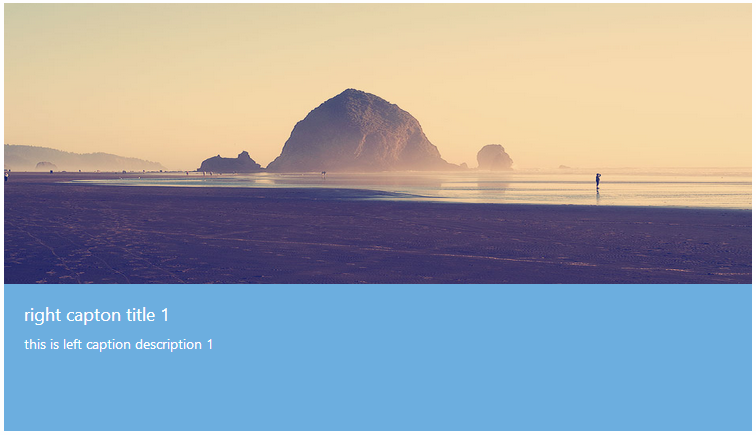 right capton title 1
this is left caption description 1